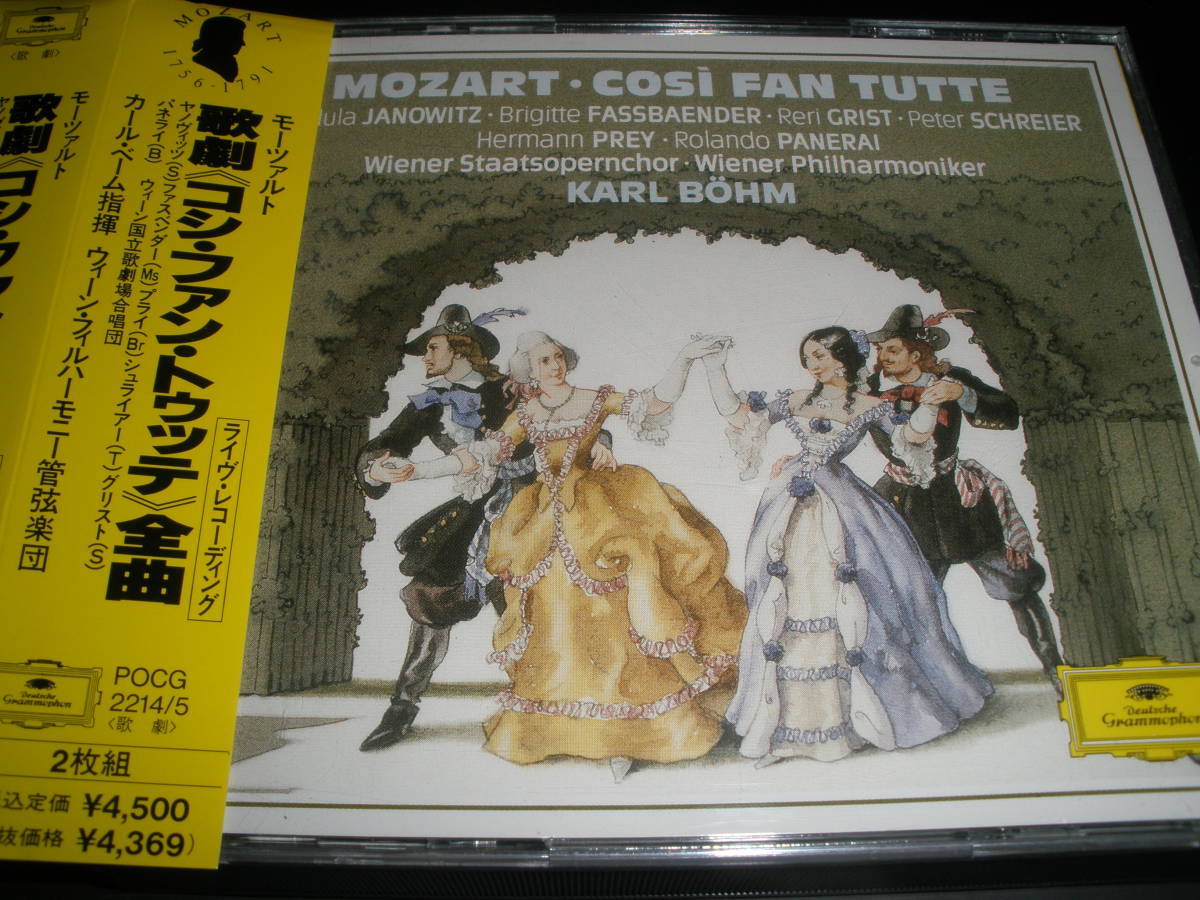 Deutsche
Grammophon
〈歌劇〉
モーツァルト
歌劇
MOZART
1756-1791
モーツァルト
歌劇《コシ・ファン・トゥッテ》全曲
ライヴ・レコーディング
ヤノヴィッツ(S)ファスベンダー(Ms)プライ(Br)シュライアー(T)グリスト(S)
パネライ(B) ウィーン国立歌劇場合唱団
カール・ベーム指揮 ウィーン・フィルハーモニー管弦楽団
Deutsche
Grammophon
POCG
2214/5
〈歌劇〉
2枚組
込定価 ¥4,500
抜価格 ¥4,369)
MOZART · COSÌ FAN TUTTE
JANOWITZ · Brigitte FASSBAENDER · Reri GRIST · Peter SCHREIER
Hermann PREY · Rolando PANERAI
Wiener Staatsopernchor · Wiener Philharmoniker
KARL BÖHM
Deutsche
Grammophon